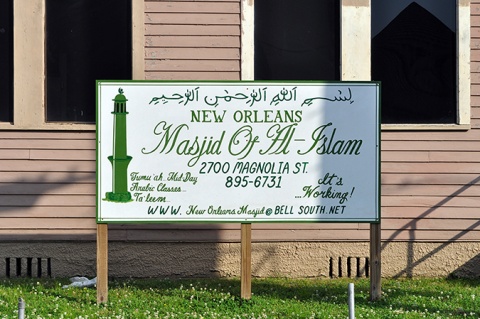 بسم الله الرحمن الرحيم
NEW ORLEANS
Masjid Of Al-Islam
2700 MAGNOLIA ST.
895-6731
Jumu'ah. Mid Day
Arabic Classes...
Ta'leem...
It's
...Working!
WWW. New Orleans Masjid @ BELL SOUTH.NET